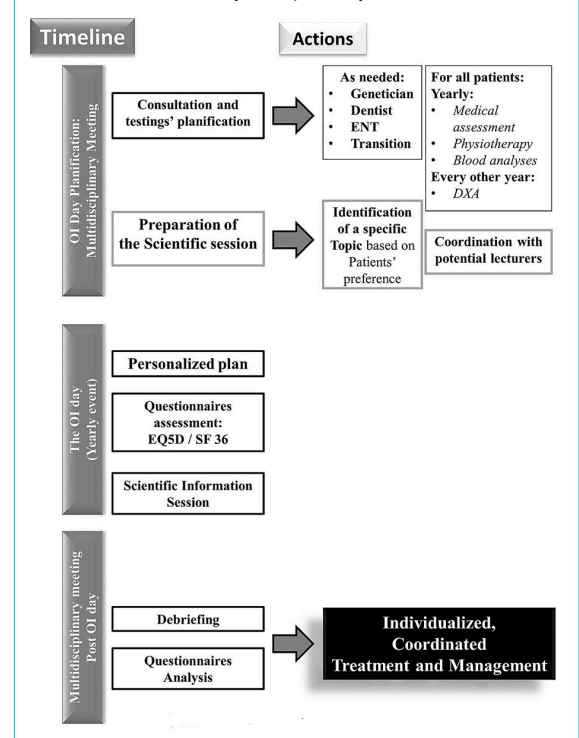 Timeline
Actions
OI Day Planification:
Multidisciplinary Meeting
Consultation and
testings' planification
As needed:
• Genetician
• Dentist
• ENT
• Transition
For all patients:
Yearly:
• Medical
assessment
• Physiotherapy
• Blood analyses
Every other year:
• DXA
Preparation of
the Scientific session
Identification
of a specific
Topic based on
Patients'
preference
Coordination with
potential lecturers
The OI day
(Yearly event)
Personalized plan
Questionnaires
assessment:
EQ5D / SF 36
Scientific Information
Session
Multidisciplinary meeting
Post OI day
Debriefing
Questionnaires
Analysis
Individualized,
Coordinated
Treatment and Management